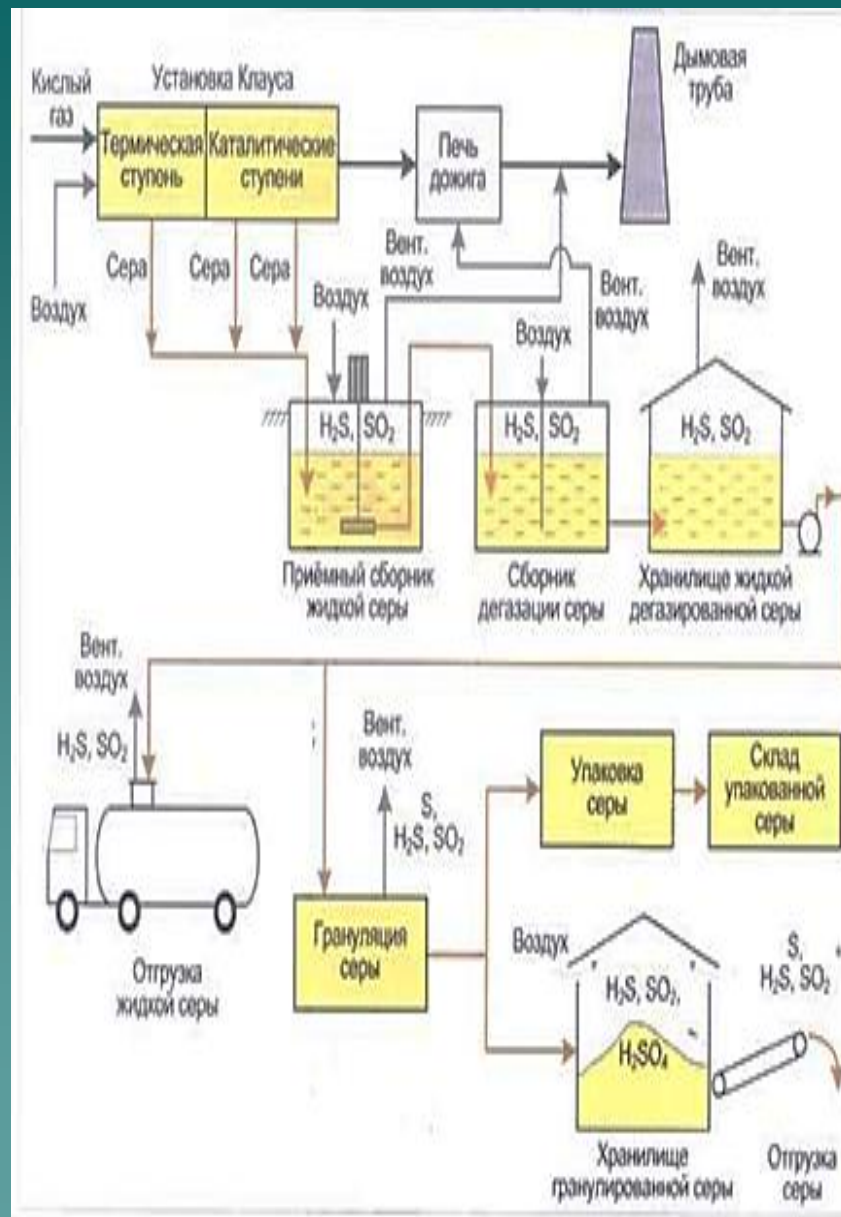 Кислый
газ
Установка Клауса
Термическая
ступень
Каталитические
ступени
Печь
дожига
Дымовая
труба
Воздух
Сера
Сера
Сера
Воздух
Вент.
воздух
Воздух
Вент.
воздух
Вент.
воздух
H₂S, SO₂
H₂S, SO₂
H₂S, SO₂
Приёмный сборник
жидкой серы
Сборник
дегазации серы
Хранилище жидкой
дегазированной серы
Вент.
воздух
H₂S, SO₂
Отгрузка
жидкой серы
Вент.
воздух
S,
H₂S, SO₂
Грануляция
серы
Упаковка
серы
Склад
упакованной
серы
Воздух
H₂S, SO₂,
H₂SO₄
S,
H₂S, SO₂
Хранилище
гранулированной серы
Отгрузка
серы